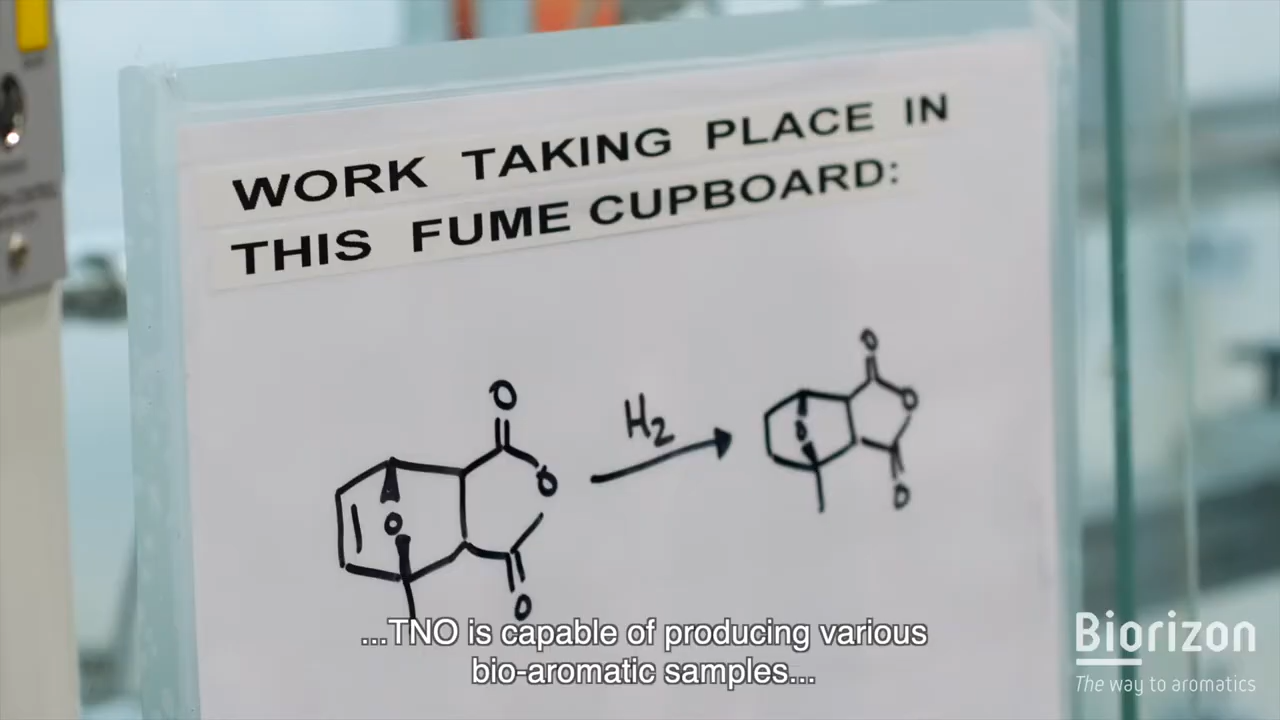 WORK TAKING PLACE IN
THIS FUME CUPBOARD:
O
O
O
O
H2
O
O
O
O
...TNO is capable of producing various
bio-aromatic samples...
Biorizon
The way to aromatics